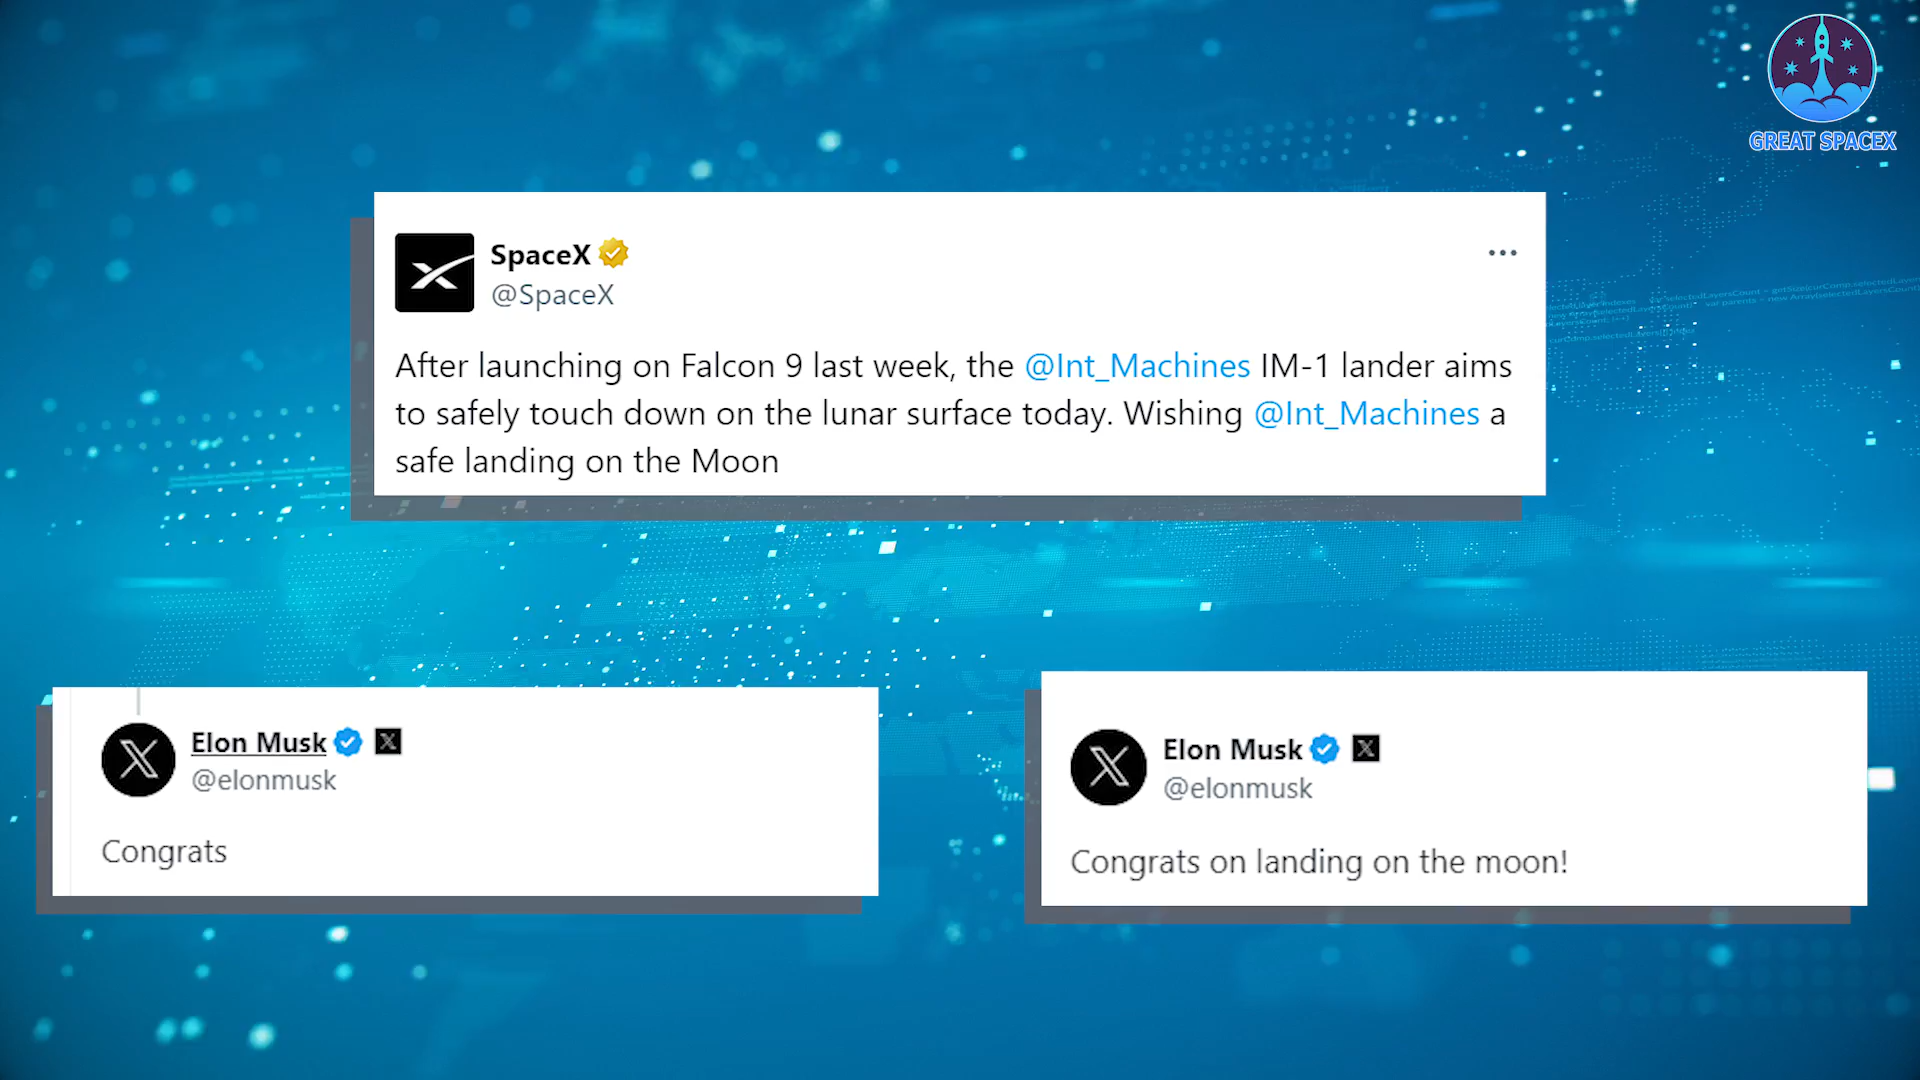 GREAT SPACEX
SpaceX
@SpaceX
After launching on Falcon 9 last week, the @Int_Machines IM-1 lander aims
to safely touch down on the lunar surface today. Wishing @Int_Machines a
safe landing on the Moon
Elon Musk
@elonmusk
Congrats
Elon Musk
@elonmusk
Congrats on landing on the moon!